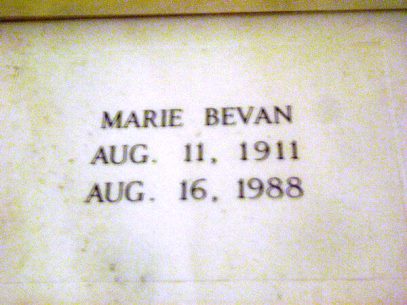 MARIE BEVAN
AUG. 11, 1911
AUG. 16, 1988